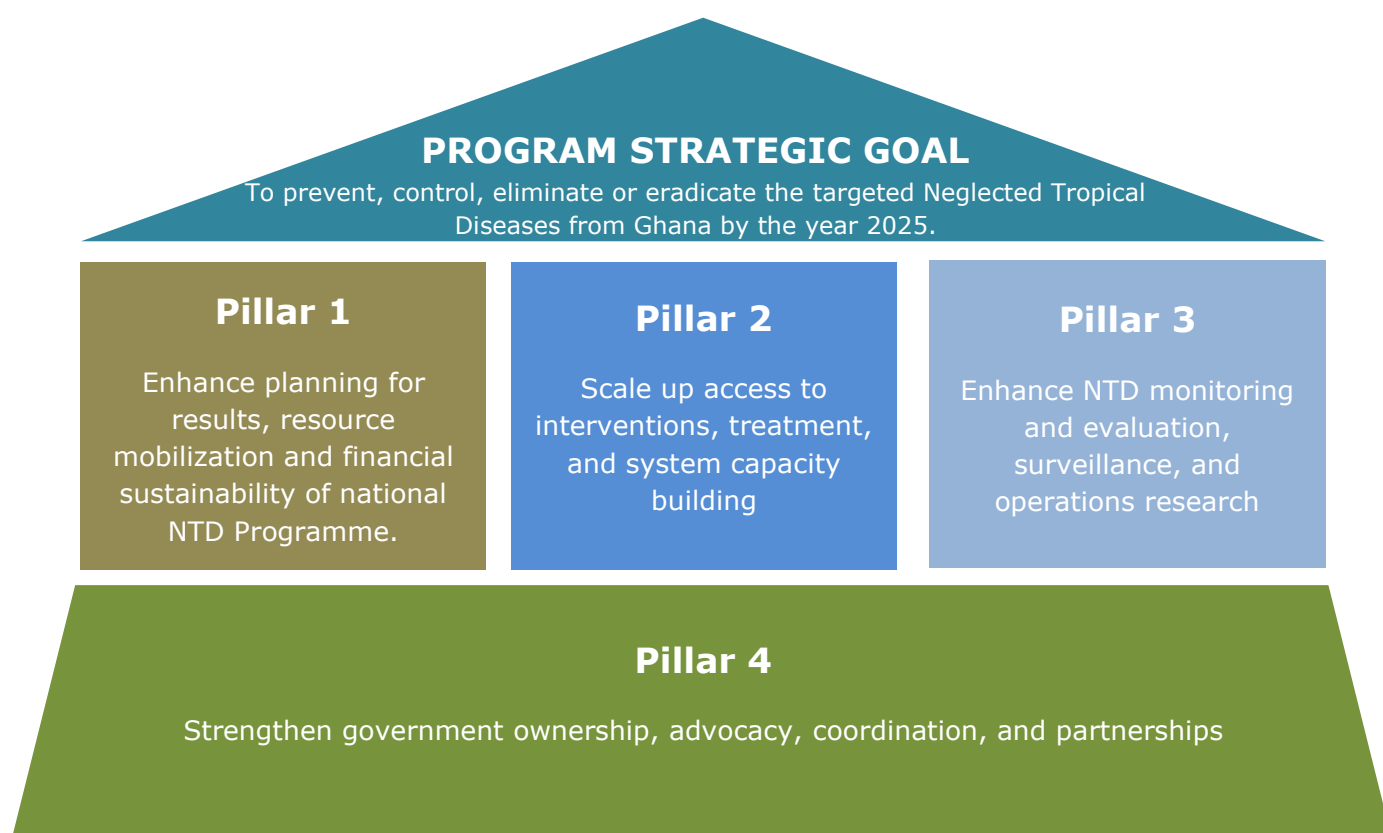 PROGRAM STRATEGIC GOAL
To prevent, control, eliminate or eradicate the targeted Neglected Tropical
Diseases from Ghana by the year 2025.
Pillar 1
Enhance planning for
results, resource
mobilization and financial
sustainability of national
NTD Programme.
Pillar 2
Scale up access to
interventions, treatment,
and system capacity
building
Pillar 3
Enhance NTD monitoring
and evaluation,
surveillance, and
operations research
Pillar 4
Strengthen government ownership, advocacy, coordination, and partnerships